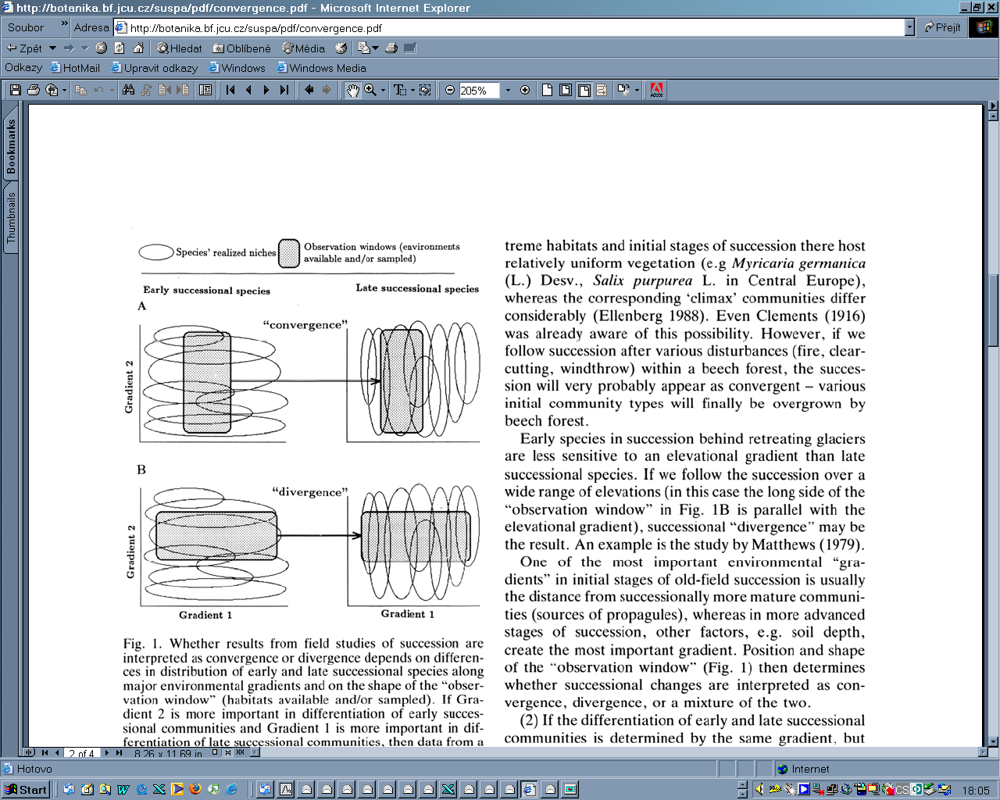 http://botanika.bf.jcu.cz/suspa/pdf/convergence.pdf - Microsoft Internet Explorer
Soubor » Adresa http://botanika.bf.jcu.cz/suspa/pdf/convergence.pdf Přejít
Zpět Hledat Oblíbené Média
Odkazy HotMail Upravit odkazy Windows Windows Media
205% Adobe
Bookmarks
Thumbnails
Species' realized niches
Observation windows (environments
available and/or sampled)
Early successional species
Late successional species
A
"convergence"
Gradient 2
B
"divergence"
Gradient 2
Gradient 1
Gradient 1
Fig. 1. Whether results from field studies of succession are
interpreted as convergence or divergence depends on differen-
ces in distribution of early and late successional species along
major environmental gradients and on the shape of the "obser-
vation window" (habitats available and/or sampled). If Gra-
dient 2 is more important in differentiation of early succes-
sional communities and Gradient 1 is more important in dif-
ferentiation of late successional communities, then data from a
treme habitats and initial stages of succession there host
relatively uniform vegetation (e.g Myricaria germanica
(L.) Desv., Salix purpurea L. in Central Europe),
whereas the corresponding 'climax' communities differ
considerably (Ellenberg 1988). Even Clements (1916)
was already aware of this possibility. However, if we
follow succession after various disturbances (fire, clear-
cutting, windthrow) within a beech forest, the succes-
sion will very probably appear as convergent – various
initial community types will finally be overgrown by
beech forest.
Early species in succession behind retreating glaciers
are less sensitive to an elevational gradient than late
successional species. If we follow the succession over a
wide range of elevations (in this case the long side of the
"observation window" in Fig. 1B is parallel with the
elevational gradient), successional "divergence" may be
the result. An example is the study by Matthews (1979).
One of the most important environmental "gra-
dients" in initial stages of old-field succession is usually
the distance from successionally more mature communi-
ties (sources of propagules), whereas in more advanced
stages of succession, other factors, e.g. soil depth,
create the most important gradient. Position and shape
of the "observation window" (Fig. 1) then determines
whether successional changes are interpreted as con-
vergence, divergence, or a mixture of the two.
(2) If the differentiation of early and late successional
communities is determined by the same gradient, but
2 of 4 8.26 x 11.69 in
Hotovo Internet
Start CS 18:05